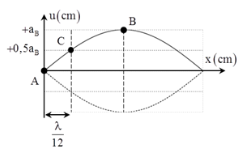 u(cm)
+a_B
B
+0,5a_B
C
A
x(cm)
λ
12